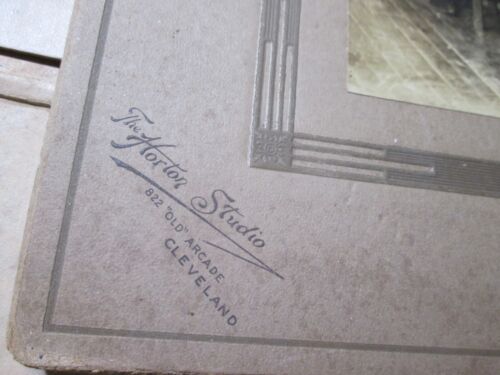 The Horton Studio
822 "OLD" ARCADE
CLEVELAND